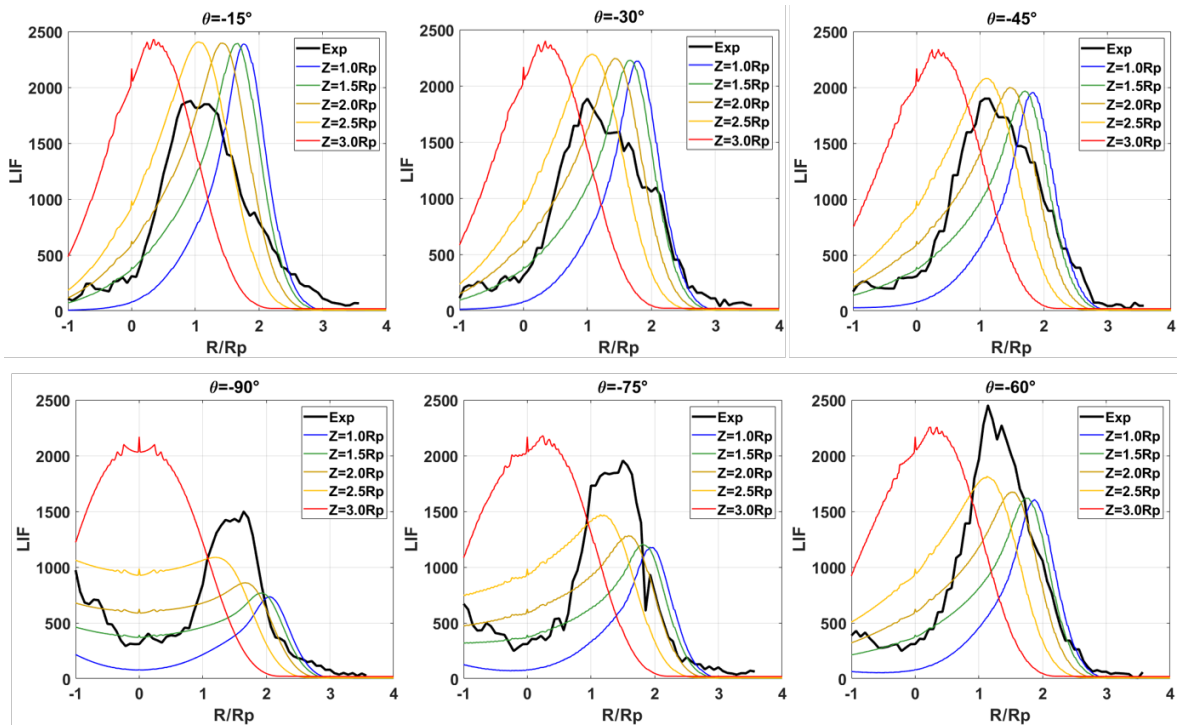 θ=-15°
2500
2000
1500
1000
500
0
LIF
-1 0 1 2 3 4
R/Rp
Exp
Z=1.0Rp
Z=1.5Rp
Z=2.0Rp
Z=2.5Rp
Z=3.0Rp
θ=-30°
2500
2000
1500
1000
500
0
LIF
-1 0 1 2 3 4
R/Rp
Exp
Z=1.0Rp
Z=1.5Rp
Z=2.0Rp
Z=2.5Rp
Z=3.0Rp
θ=-45°
2500
2000
1500
1000
500
0
LIF
-1 0 1 2 3 4
R/Rp
Exp
Z=1.0Rp
Z=1.5Rp
Z=2.0Rp
Z=2.5Rp
Z=3.0Rp
θ=-90°
2500
2000
1500
1000
500
0
LIF
-1 0 1 2 3 4
R/Rp
Exp
Z=1.0Rp
Z=1.5Rp
Z=2.0Rp
Z=2.5Rp
Z=3.0Rp
θ=-75°
2500
2000
1500
1000
500
0
LIF
-1 0 1 2 3 4
R/Rp
Exp
Z=1.0Rp
Z=1.5Rp
Z=2.0Rp
Z=2.5Rp
Z=3.0Rp
θ=-60°
2500
2000
1500
1000
500
0
LIF
-1 0 1 2 3 4
R/Rp
Exp
Z=1.0Rp
Z=1.5Rp
Z=2.0Rp
Z=2.5Rp
Z=3.0Rp